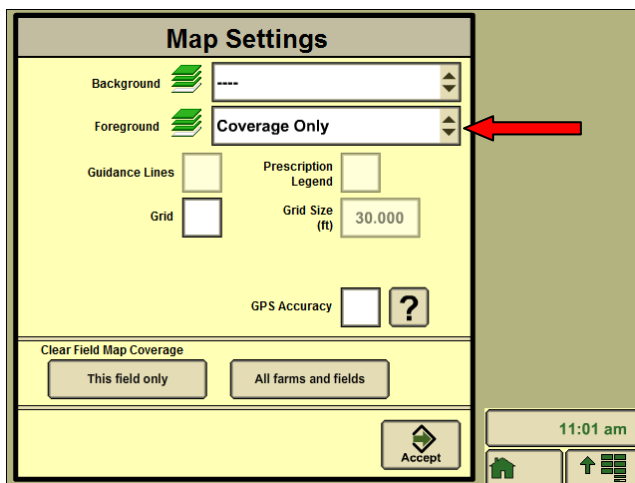 Map Settings
Background ----
Foreground Coverage Only
Guidance Lines
Prescription
Legend
Grid
Grid Size
(ft) 30.000
GPS Accuracy ?
Clear Field Map Coverage
This field only All farms and fields
Accept
11:01 am